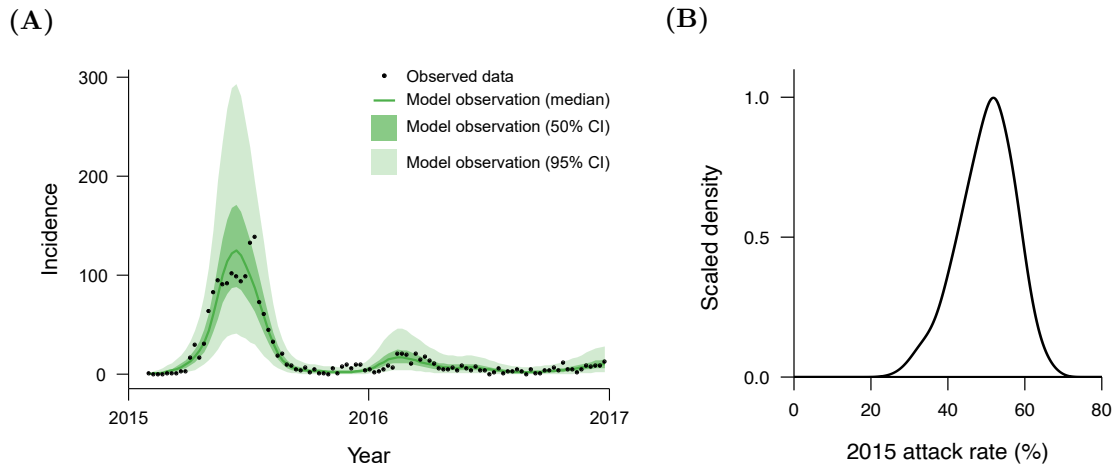 (A)
300
200
100
0
Incidence
2015
2016
2017
Year
Observed data
Model observation (median)
Model observation (50% CI)
Model observation (95% CI)
(B)
1.0
0.5
0.0
Scaled density
0
20
40
60
80
2015 attack rate (%)